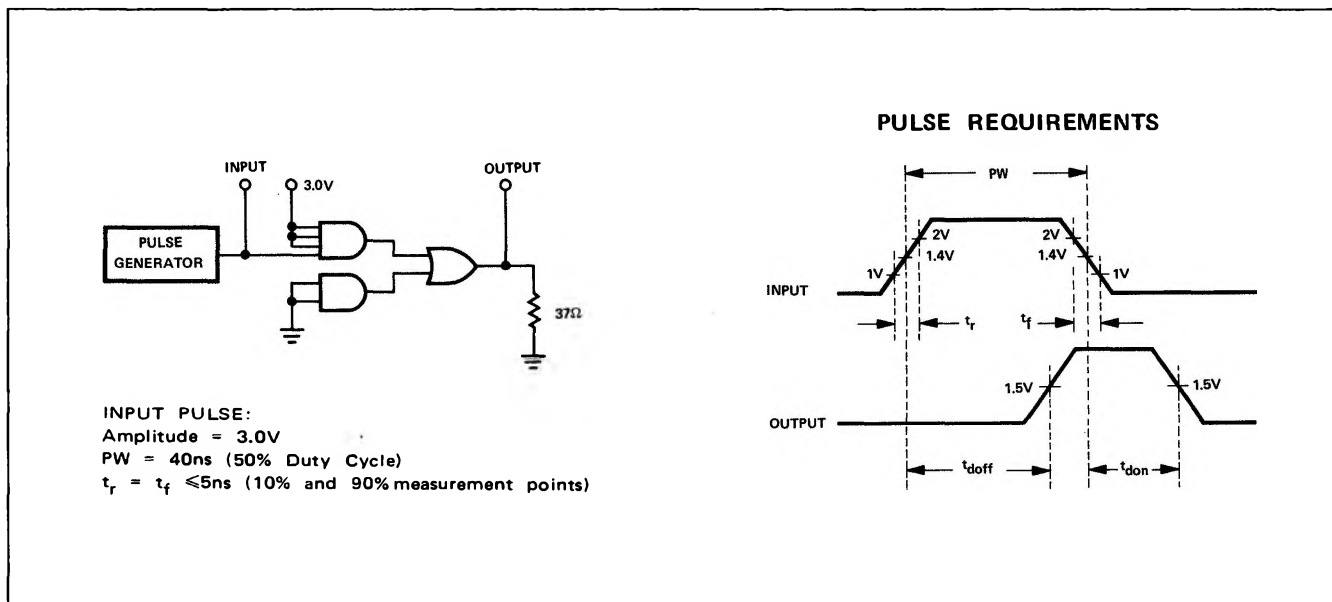 INPUT
3.0V
OUTPUT
PULSE
GENERATOR
37Ω
INPUT PULSE:
Amplitude = 3.0V
PW = 40ns (50% Duty Cycle)
tr = tf ≤5ns (10% and 90% measurement points)
PULSE REQUIREMENTS
PW
2V
2V
1.4V
1.4V
1V
1V
INPUT
tr
tf
1.5V
1.5V
OUTPUT
tdoff
tdon